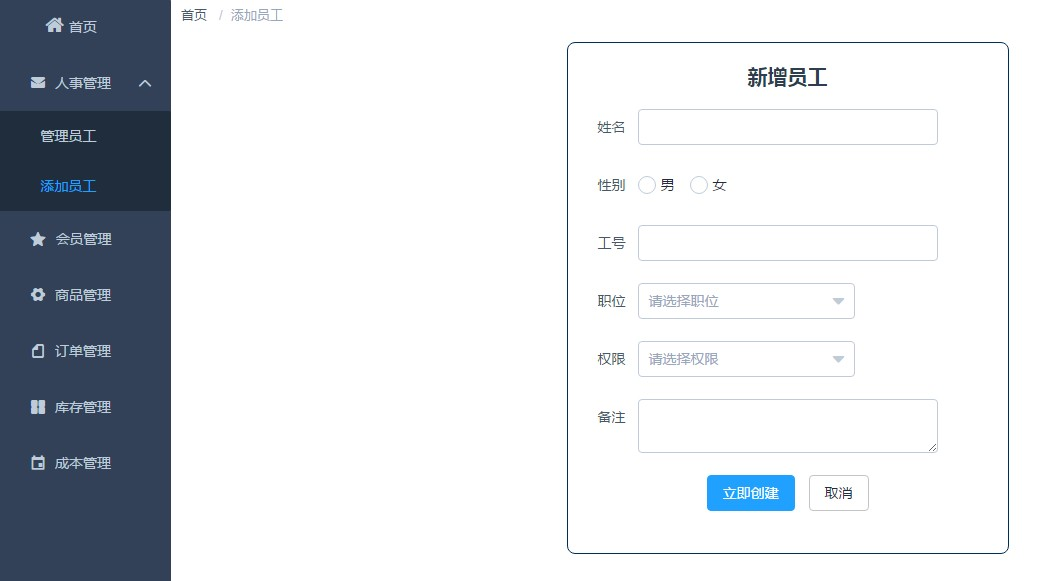 首页
人事管理
管理员工
添加员工
会员管理
商品管理
订单管理
库存管理
成本管理
首页 / 添加员工
新增员工
姓名
性别 男 女
工号
职位 请选择职位
权限 请选择权限
备注
立即创建 取消